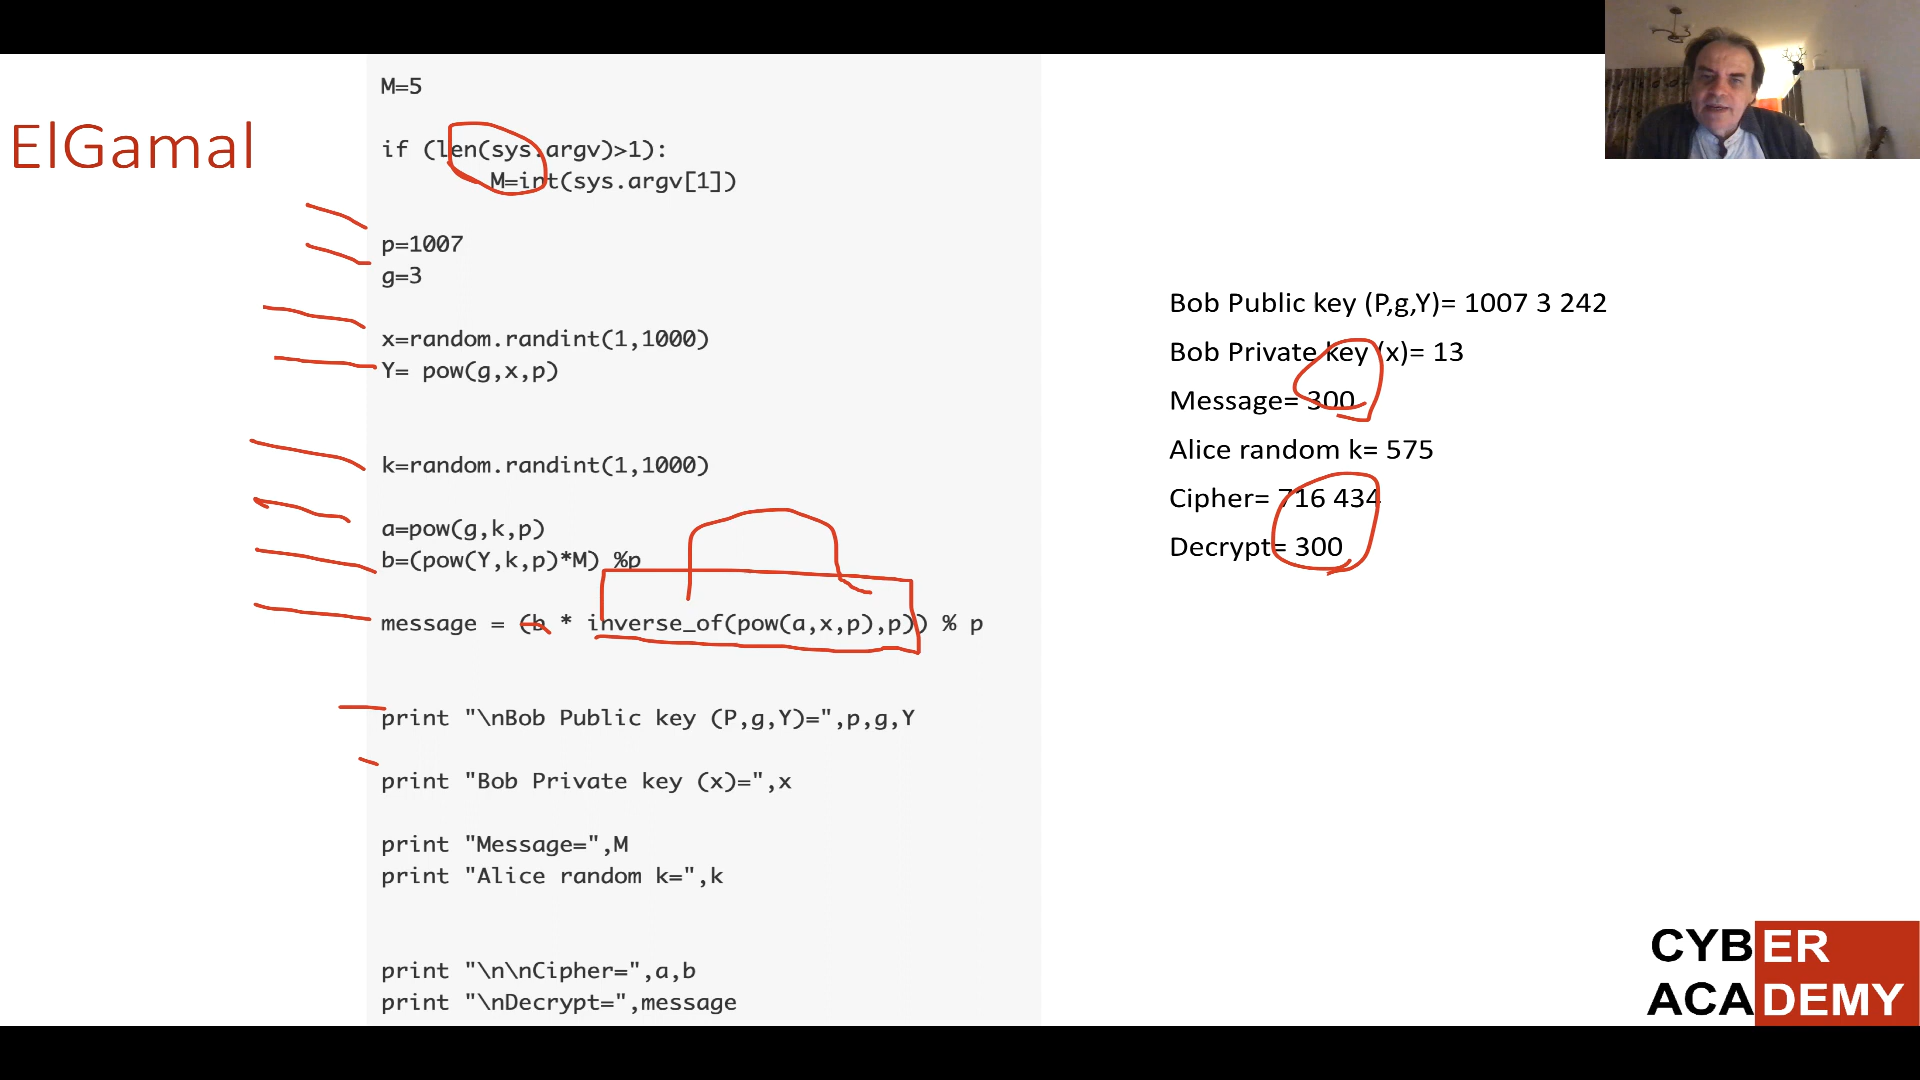 ElGamal
M=5
if (len(sys.argv)>1):
M=int(sys.argv[1])
p=1007
g=3
x=random.randint(1,1000)
Y= pow(g,x,p)
k=random.randint(1,1000)
a=pow(g,k,p)
b=(pow(Y,k,p)*M) %p
message = (b * inverse_of(pow(a,x,p),p)) % p
print "\nBob Public key (P,g,Y)=",p,g,Y
print "Bob Private key (x)=",x
print "Message=",M
print "Alice random k=",k
print "\n\nCipher=",a,b
print "\nDecrypt=",message
Bob Public key (P,g,Y)= 1007 3 242
Bob Private key (x)= 13
Message= 300
Alice random k= 575
Cipher= 716 434
Decrypt= 300
CYBER
ACADEMY